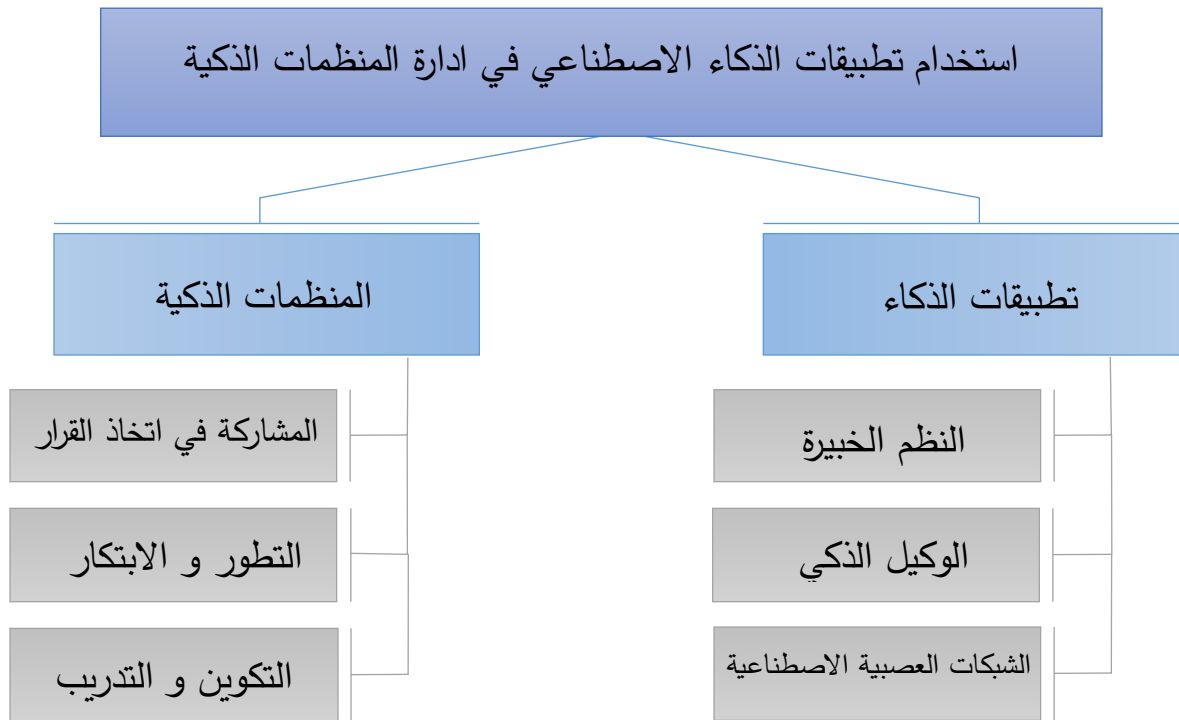 استخدام تطبيقات الذكاء الاصطناعي في ادارة المنظمات الذكية
تطبيقات الذكاء
المنظمات الذكية
النظم الخبيرة
الوكيل الذكي
الشبكات العصبية الاصطناعية
المشاركة في اتخاذ القرار
التطور و الابتكار
التكوين و التدريب